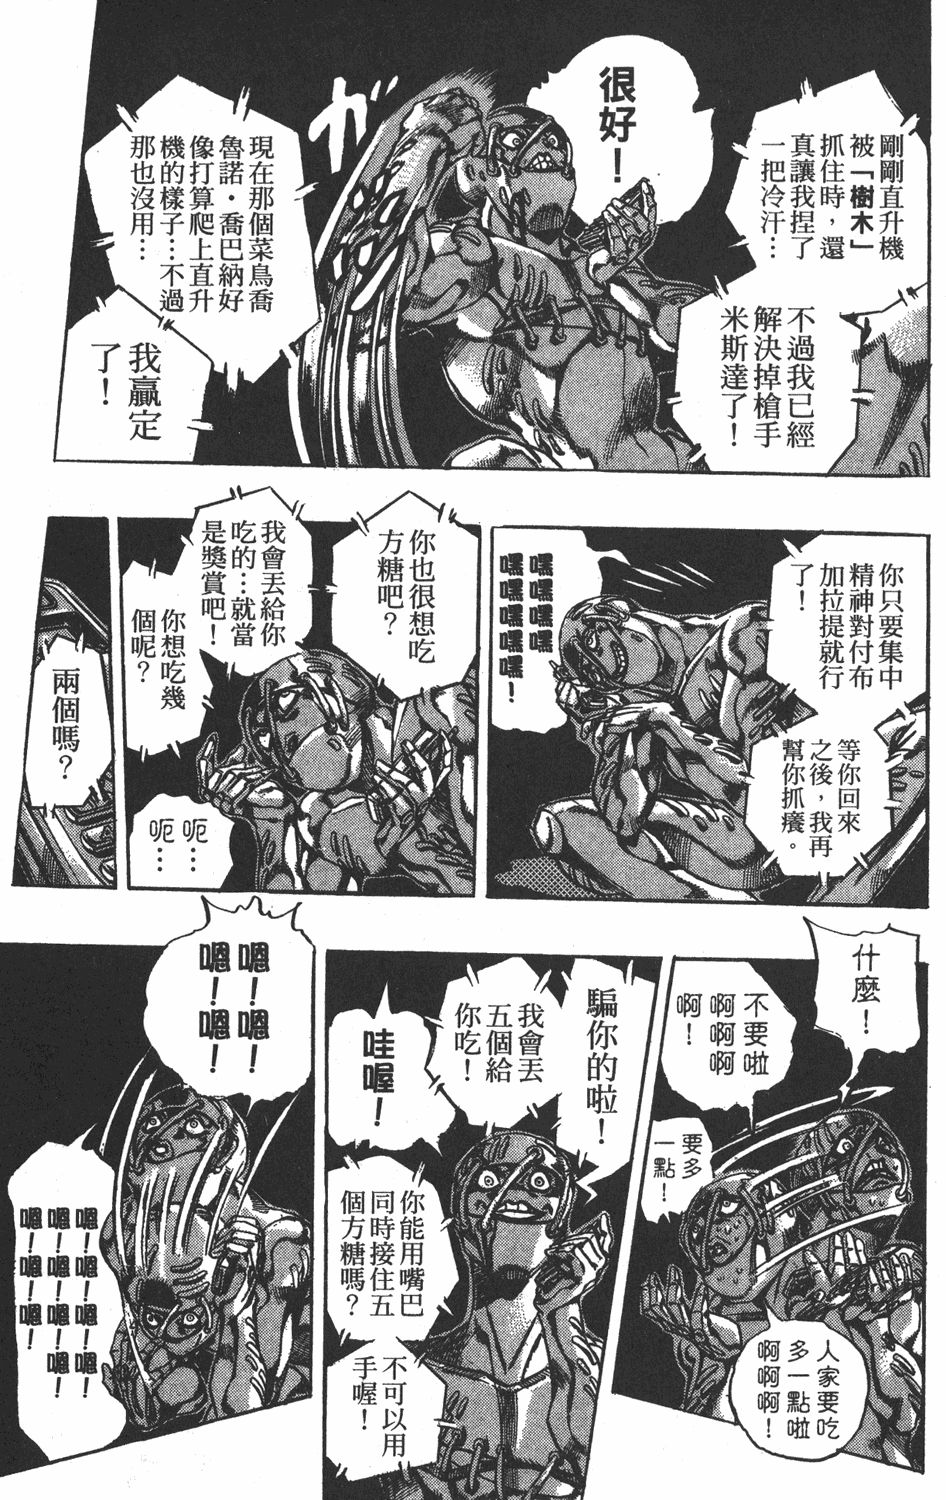 剛剛直升機
被「樹木」
抓住時，還
真讓我捏了
一把冷汗…
不過我已經
解決掉槍手
米斯達了！
很好！
ガ
現在那個菜鳥喬
魯諾・喬巴納好
像打算爬上直升
機的樣子…不過
那也沒用…
我贏定
了！
你只要集中
精神對付布
加拉提就行
了！
等你回來
之後，我再
幫你抓癢。
嘿嘿嘿嘿
嘿嘿嘿嘿！
你也很想吃
方糖吧？
我會丟給你
吃的…就當
是獎賞吧！
你想吃幾
個呢？
呃…
呃…
兩個嗎？
什麼！
不要啦
啊啊啊
啊！
要多
一點！
人家要吃
多一點啦
啊啊啊！
騙你的啦！
我會丟
五個給
你吃！
哇喔！
你能用嘴巴
同時接住五
個方糖嗎？
不可以用
手喔！
嗯！嗯！
嗯！嗯！
嗯！嗯！嗯！嗯！
嗯！嗯！嗯！嗯！
嗯！嗯！嗯！